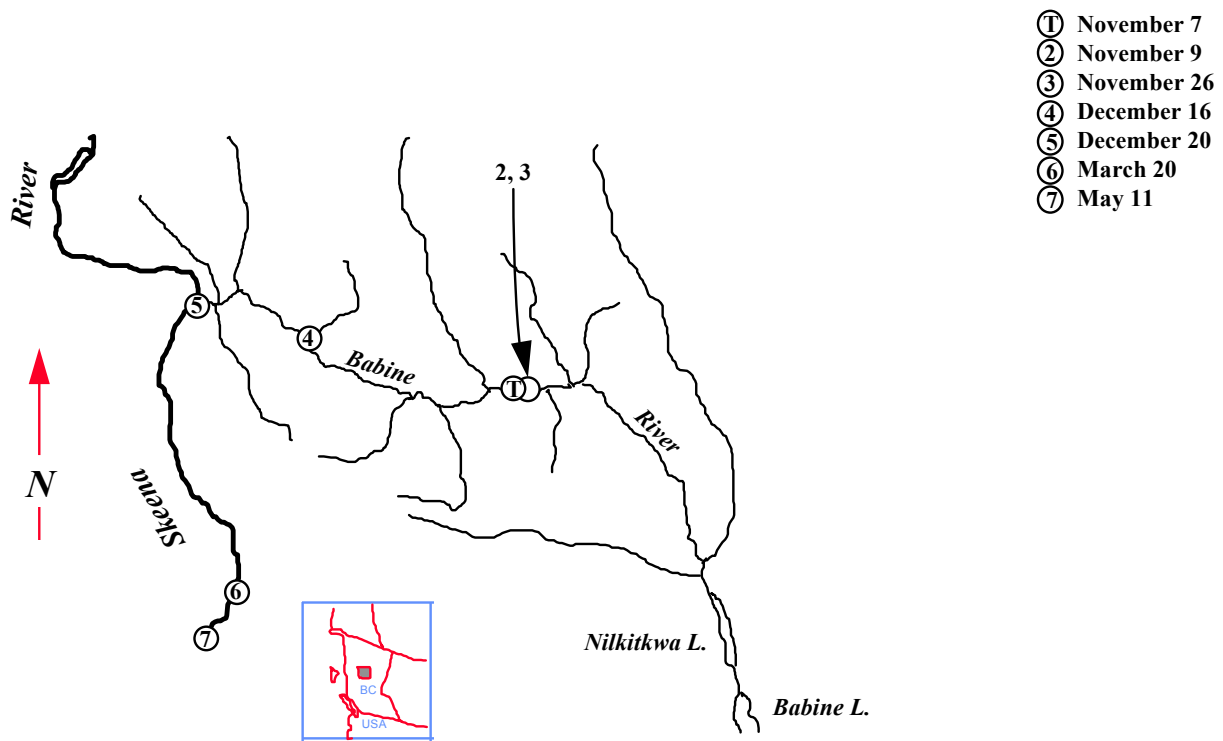 T November 7
2 November 9
3 November 26
4 December 16
5 December 20
6 March 20
7 May 11
River
2, 3
5
4
Babine
T
River
N
Skeena
6
7
Nilkitkwa L.
BC
USA
Babine L.